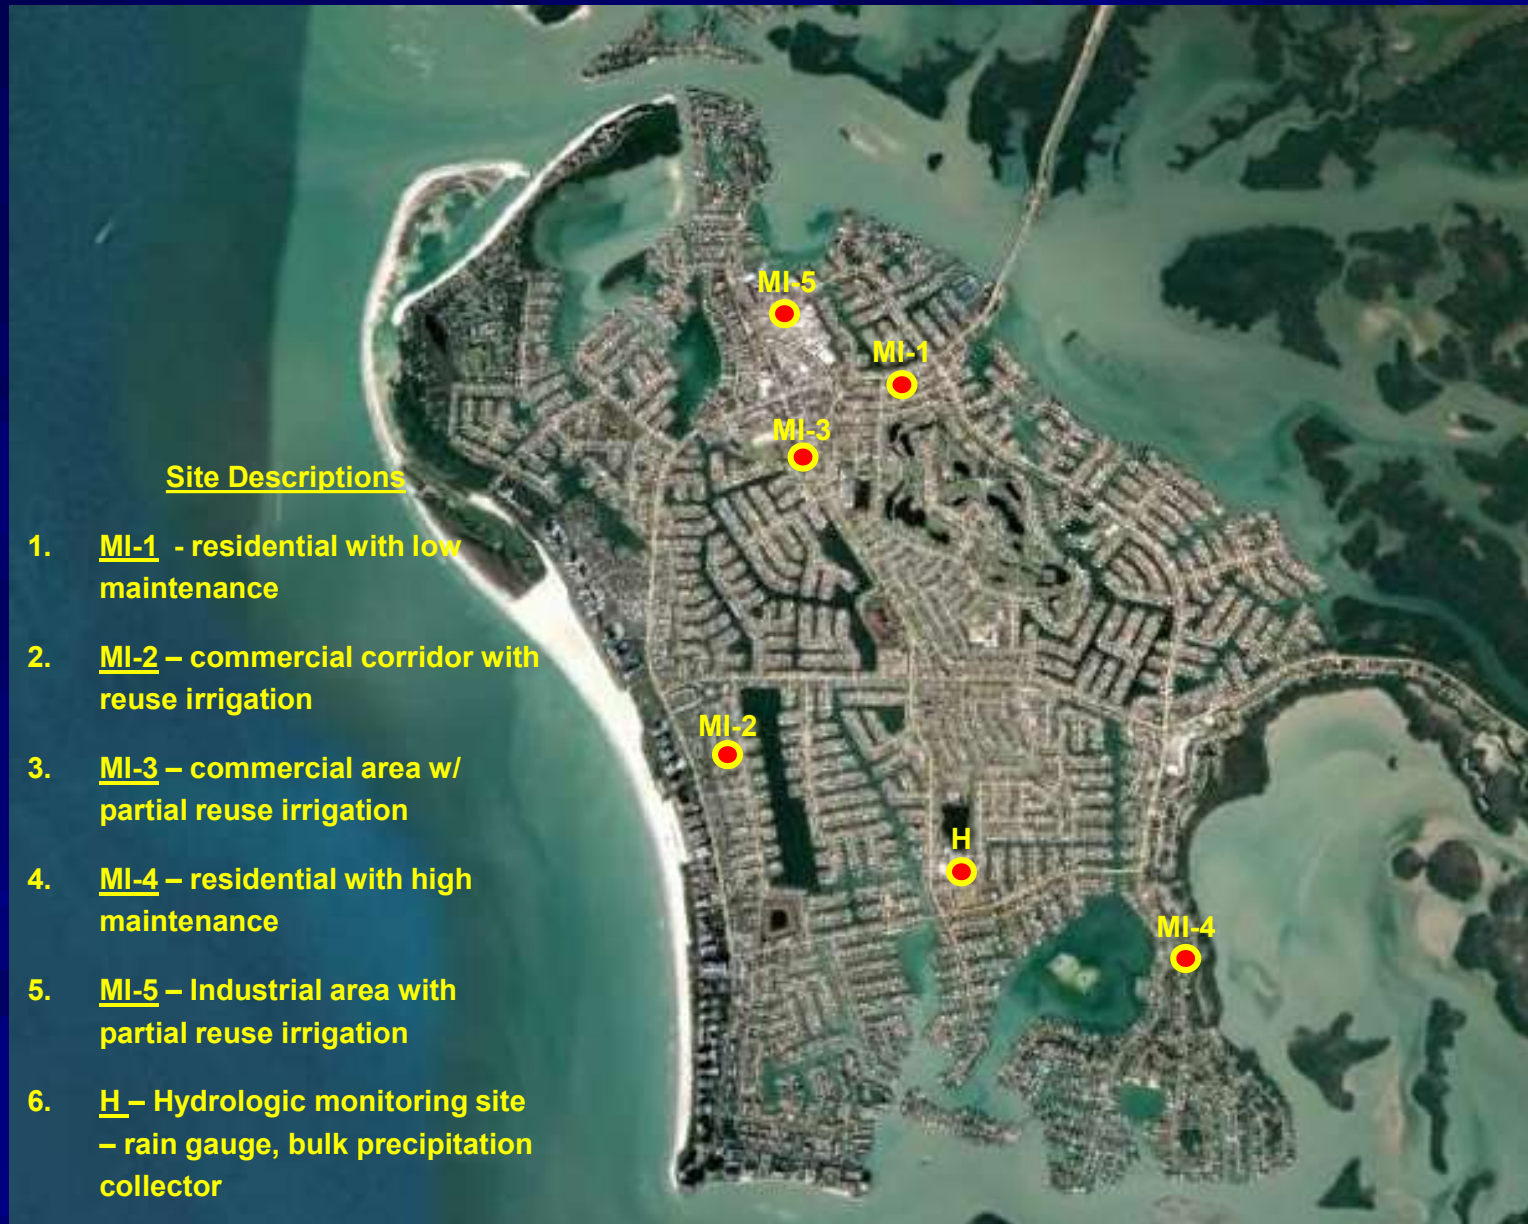 MI-5
MI-1
MI-3
Site Descriptions
1. MI-1 - residential with low
maintenance
2. MI-2 – commercial corridor with
reuse irrigation
MI-2
3. MI-3 – commercial area w/
partial reuse irrigation
H
4. MI-4 – residential with high
maintenance
MI-4
5. MI-5 – Industrial area with
partial reuse irrigation
6. H – Hydrologic monitoring site
– rain gauge, bulk precipitation
collector